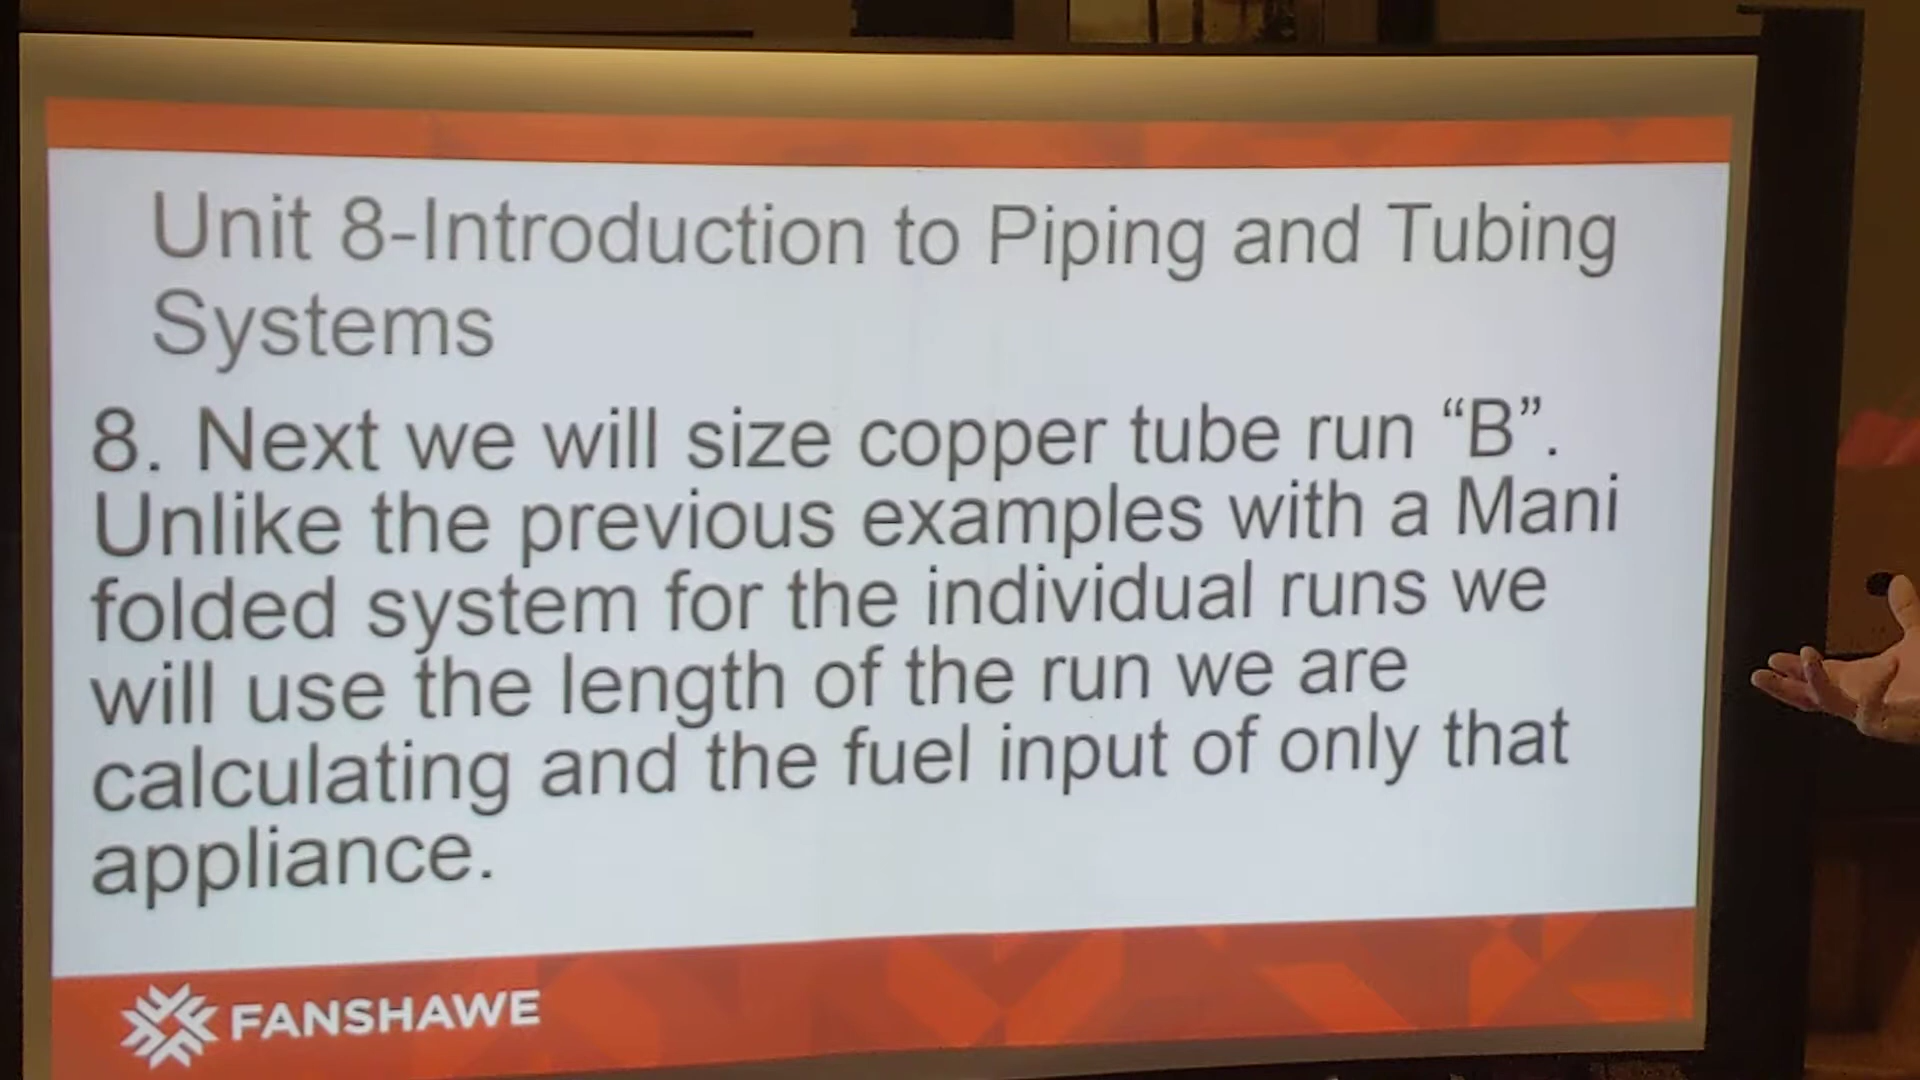 Unit 8-Introduction to Piping and Tubing
Systems
8. Next we will size copper tube run “B”.
Unlike the previous examples with a Mani
folded system for the individual runs we
will use the length of the run we are
calculating and the fuel input of only that
appliance.
FANSHAWE